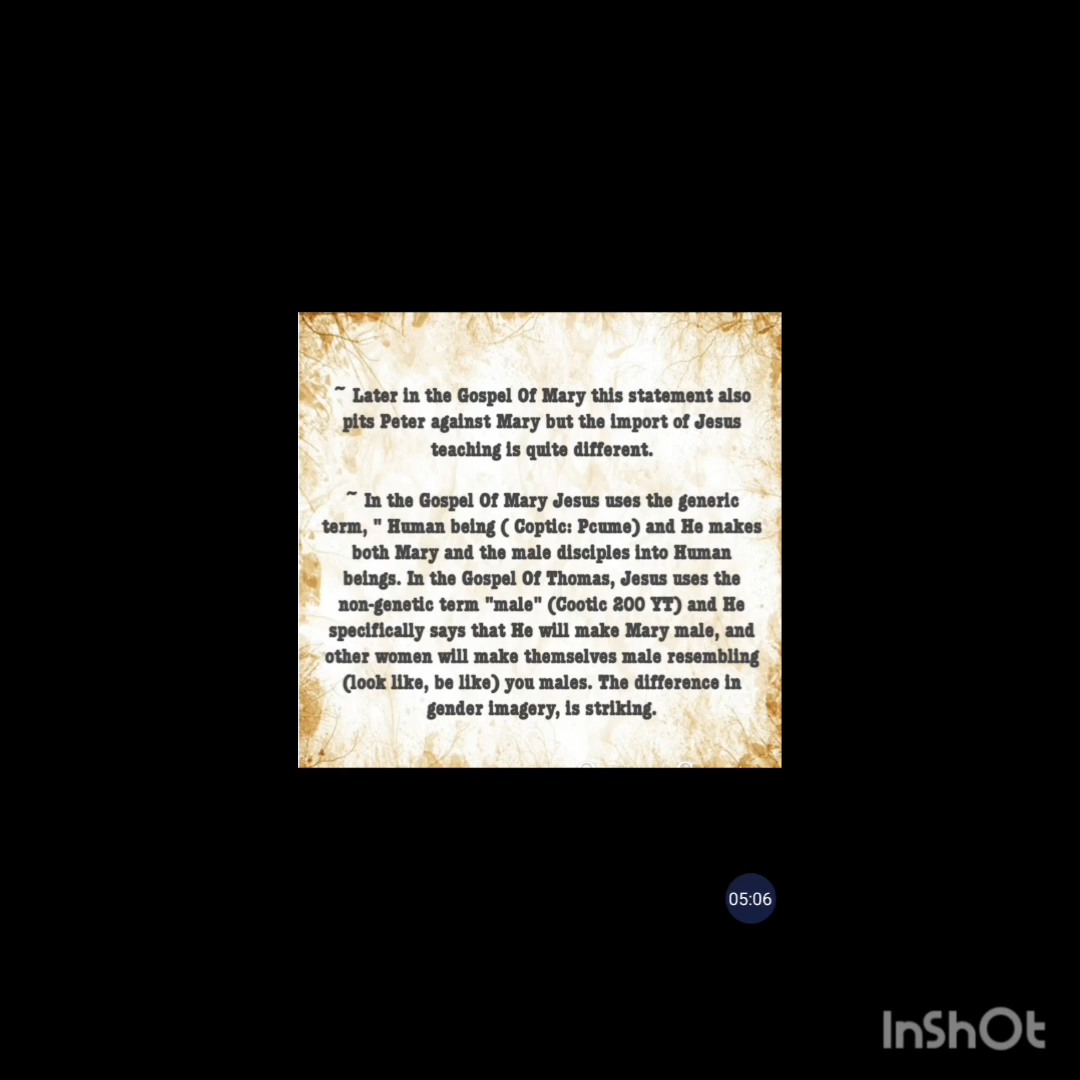 ~ Later in the Gospel Of Mary this statement also
pits Peter against Mary but the import of Jesus
teaching is quite different.
~ In the Gospel Of Mary Jesus uses the generic
term, " Human being ( Coptic: Pcume) and He makes
both Mary and the male disciples into Human
beings. In the Gospel Of Thomas, Jesus uses the
non-genetic term "male" (Cootic 200 YT) and He
specifically says that He will make Mary male, and
other women will make themselves male resembling
(look like, be like) you males. The difference in
gender imagery, is striking.
05:06
InShOt